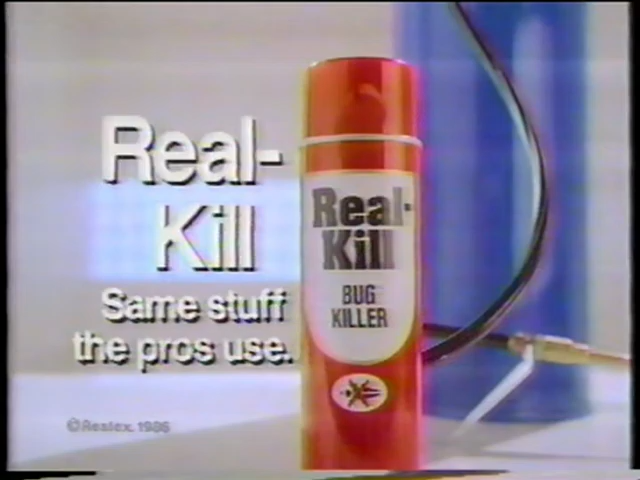 Real-
Kill
Same stuff
the pros use.
©Realex, 1986
Real-
Kill
BUG
KILLER